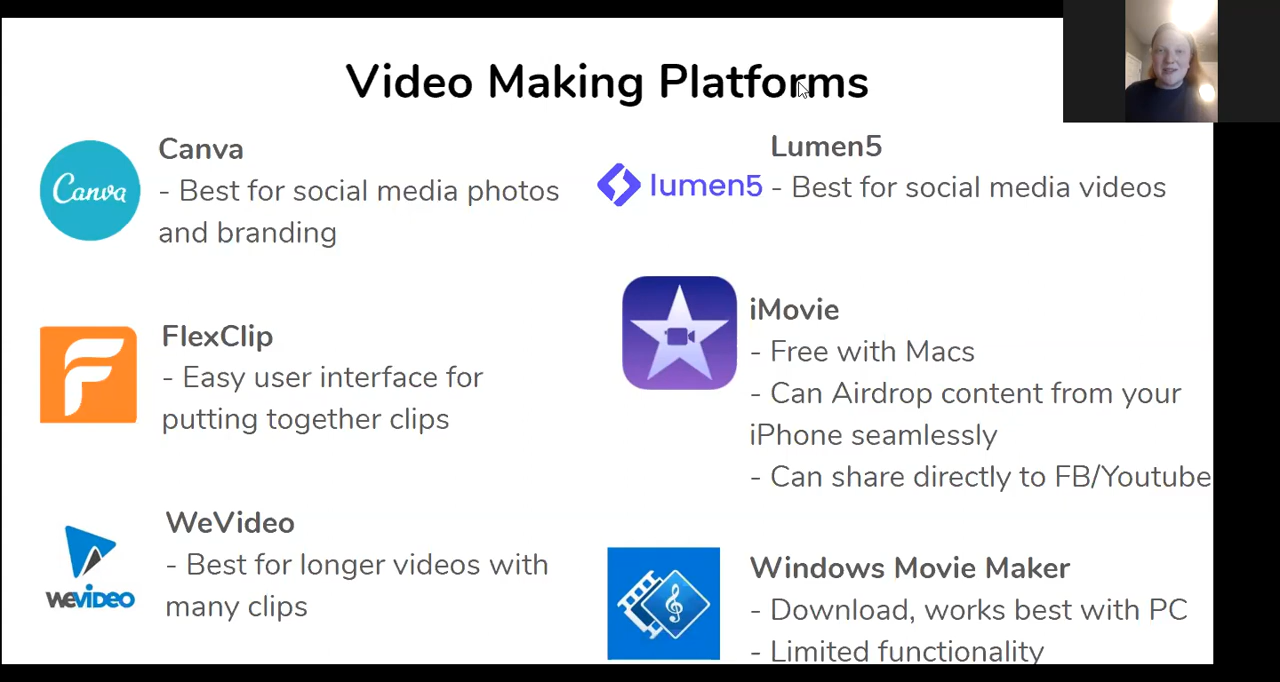 Video Making Platforms
Canva
Canva
- Best for social media photos
and branding
FlexClip
- Easy user interface for
putting together clips
WeVideo
- Best for longer videos with
many clips
WeVIDEO
Lumen5
lumen5
- Best for social media videos
iMovie
- Free with Macs
- Can Airdrop content from your
iPhone seamlessly
- Can share directly to FB/Youtube
Windows Movie Maker
- Download, works best with PC
- Limited functionality